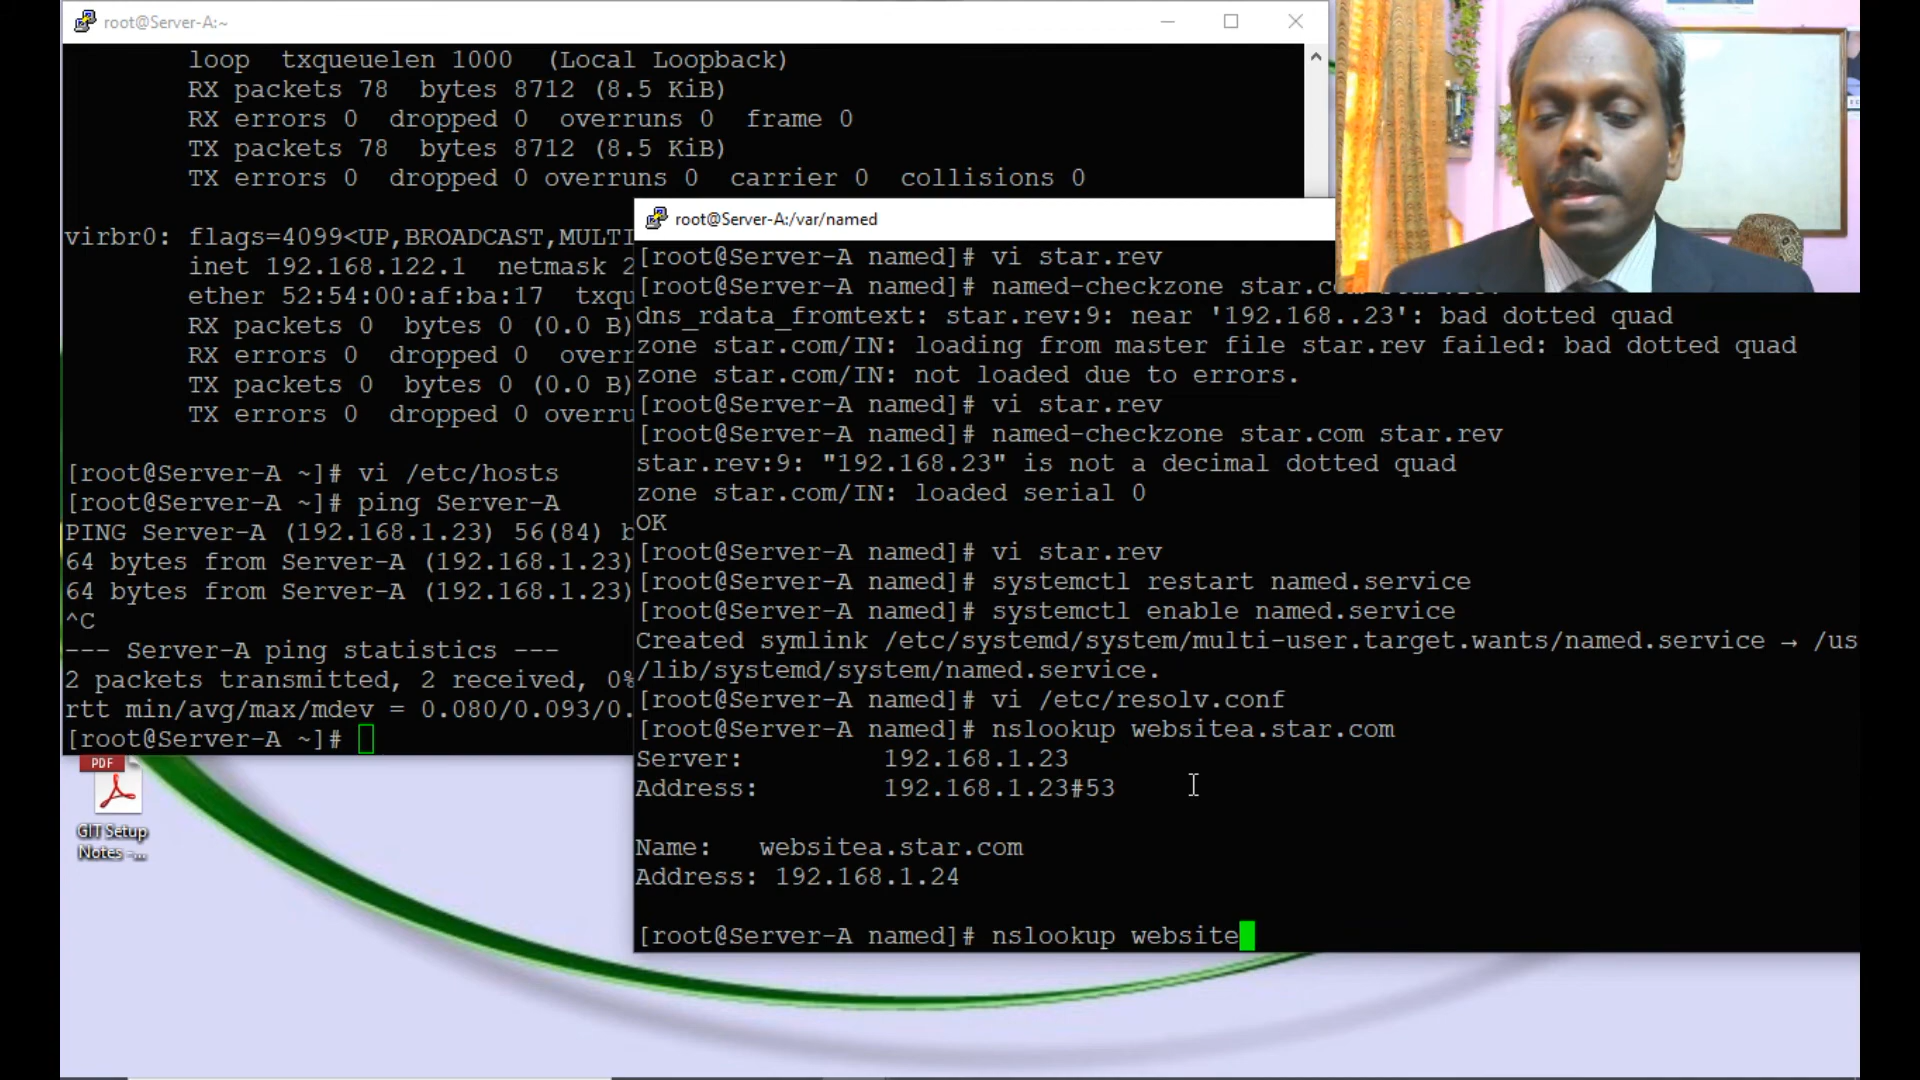 root@Server-A:~
loop txqueuelen 1000 (Local Loopback)
RX packets 78 bytes 8712 (8.5 KiB)
RX errors 0 dropped 0 overruns 0 frame 0
TX packets 78 bytes 8712 (8.5 KiB)
TX errors 0 dropped 0 overruns 0 carrier 0 collisions 0
virbr0: flags=4099<UP,BROADCAST,MULTI
inet 192.168.122.1 netmask 2
ether 52:54:00:af:ba:17 txqu
RX packets 0 bytes 0 (0.0 B)
RX errors 0 dropped 0 overr
TX packets 0 bytes 0 (0.0 B)
TX errors 0 dropped 0 overru
[root@Server-A ~]# vi /etc/hosts
[root@Server-A ~]# ping Server-A
PING Server-A (192.168.1.23) 56(84) b
64 bytes from Server-A (192.168.1.23)
64 bytes from Server-A (192.168.1.23)
^C
--- Server-A ping statistics ---
2 packets transmitted, 2 received, 0%
rtt min/avg/max/mdev = 0.080/0.093/0.
[root@Server-A ~]#
root@Server-A:/var/named
[root@Server-A named]# vi star.rev
[root@Server-A named]# named-checkzone
dns_rdata_fromtext: star.rev:9: near '192.168..23': bad dotted quad
zone star.com/IN: loading from master file star.rev failed: bad dotted quad
zone star.com/IN: not loaded due to errors.
[root@Server-A named]# vi star.rev
[root@Server-A named]# named-checkzone star.com star.rev
star.rev:9: "192.168.23" is not a decimal dotted quad
zone star.com/IN: loaded serial 0
OK
[root@Server-A named]# vi star.rev
[root@Server-A named]# systemctl restart named.service
[root@Server-A named]# systemctl enable named.service
Created symlink /etc/systemd/system/multi-user.target.wants/named.service → /us
/lib/systemd/system/named.service.
[root@Server-A named]# vi /etc/resolv.conf
[root@Server-A named]# nslookup websitea.star.com
Server: 192.168.1.23
Address: 192.168.1.23#53
Name: websitea.star.com
Address: 192.168.1.24
[root@Server-A named]# nslookup website
PDF
GIT Setup
Notes -...